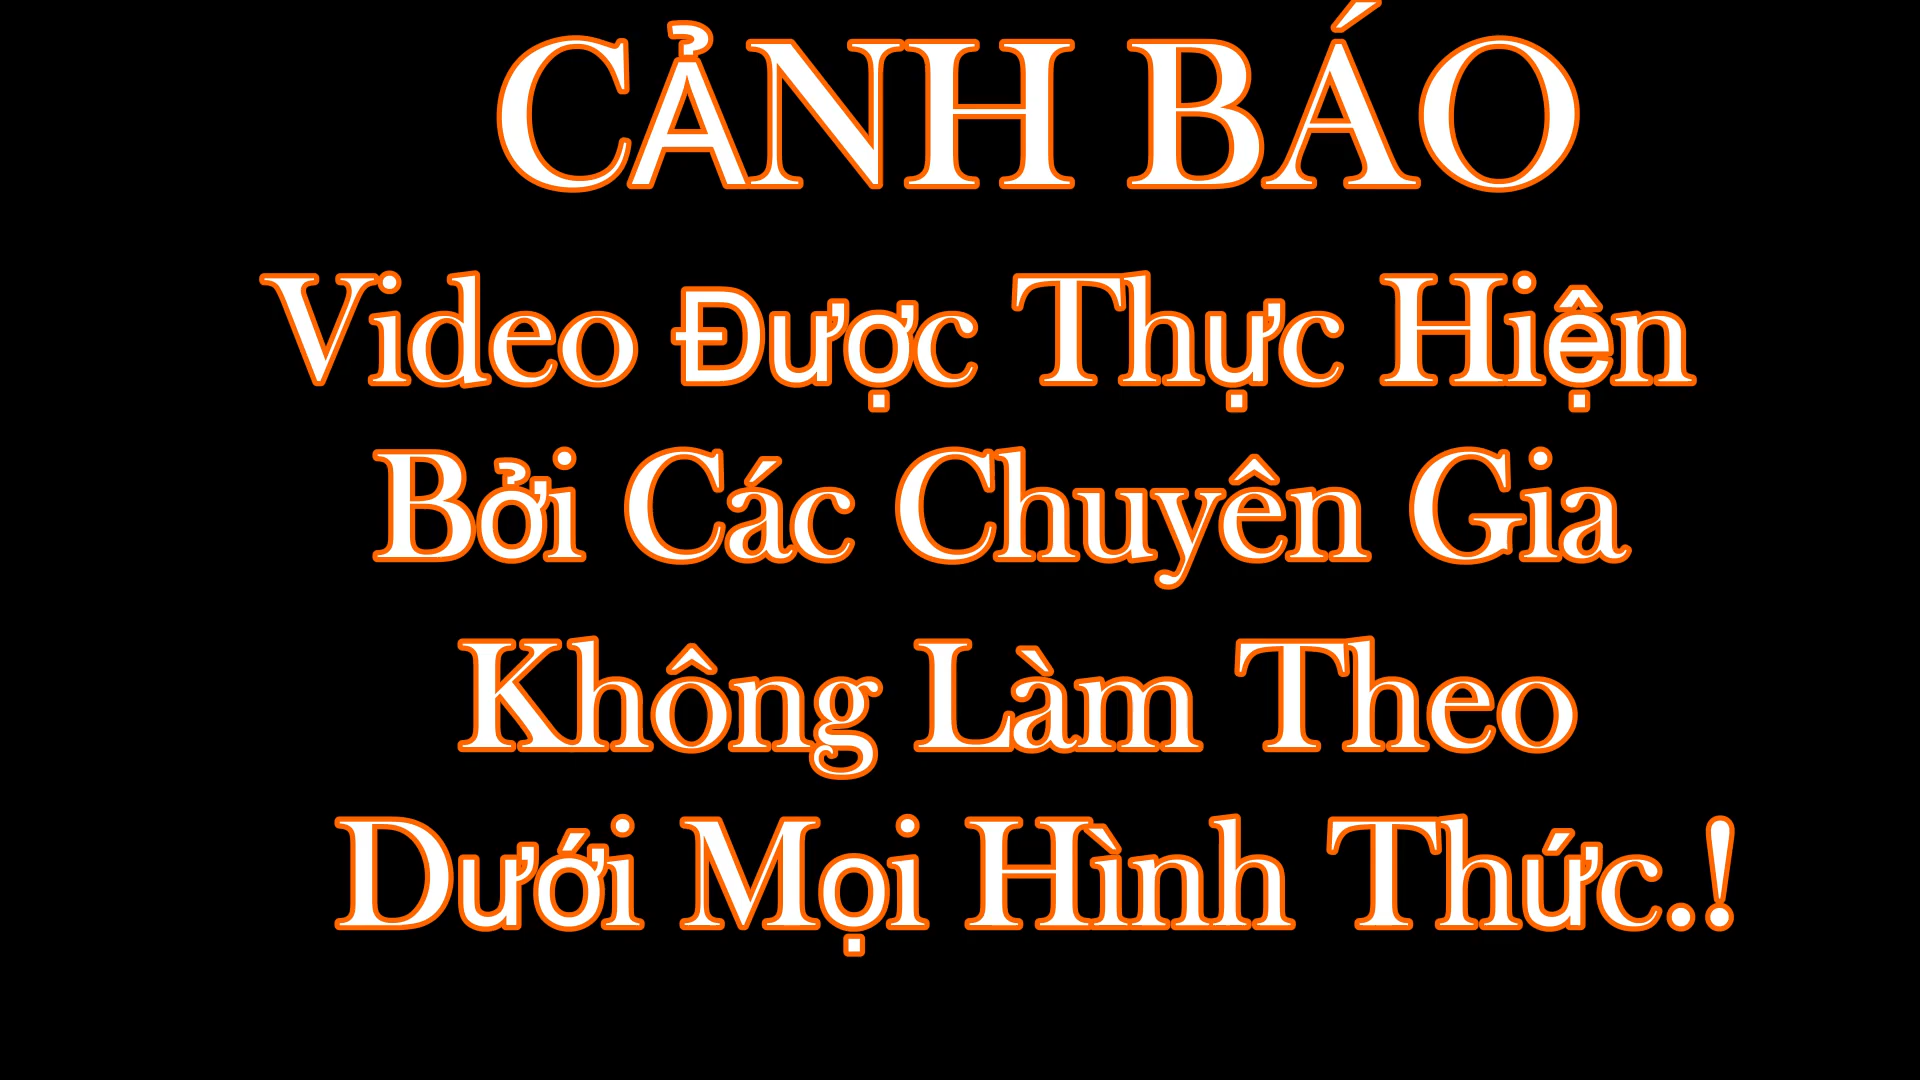 CẢNH BÁO
Video Được Thực Hiện
Bởi Các Chuyên Gia
Không Làm Theo
Dưới Mọi Hình Thức.!